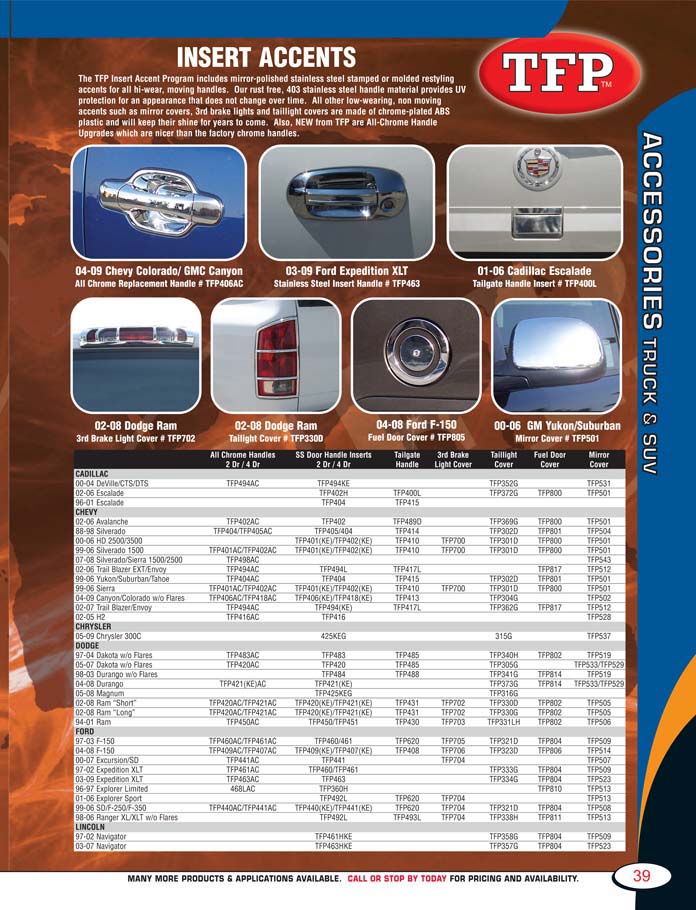 INSERT ACCENTS
The TFP Insert Accent Program includes mirror-polished stainless steel stamped or molded restyling
accents for all hi-wear, moving handles. Our rust free, 403 stainless steel handle material provides UV
protection for an appearance that does not change over time. All other low-wearing, non moving
accents such as mirror covers, 3rd brake lights and taillight covers are made of chrome-plated ABS
plastic and will keep their shine for years to come. Also, NEW from TFP are All-Chrome Handle
Upgrades which are nicer than the factory chrome handles.
TFP TM
ACCESSORIES TRUCK & SUV
04-09 Chevy Colorado/ GMC Canyon
All Chrome Replacement Handle # TFP406AC
03-09 Ford Expedition XLT
Stainless Steel Insert Handle # TFP463
01-06 Cadillac Escalade
Tailgate Handle Insert # TFP400L
02-08 Dodge Ram
3rd Brake Light Cover # TFP702
02-08 Dodge Ram
Taillight Cover # TFP330D
04-08 Ford F-150
Fuel Door Cover # TFP805
00-06 GM Yukon/Suburban
Mirror Cover # TFP501
All Chrome Handles SS Door Handle Inserts Tailgate 3rd Brake Taillight Fuel Door Mirror
2 Dr / 4 Dr 2 Dr / 4 Dr Handle Light Cover Cover Cover Cover
CADILLAC
00-04 DeVille/CTS/DTS TFP494AC TFP494KE TFP352G TFP531
02-06 Escalade TFP402H TFP400L TFP372G TFP800 TFP501
96-01 Escalade TFP404 TFP415
CHEVY
02-06 Avalanche TFP402AC TFP402 TFP489D TFP369G TFP800 TFP501
88-98 Silverado TFP404/TFP405AC TFP405/404 TFP414 TFP302D TFP801 TFP504
00-06 HD 2500/3500 TFP401(KE)/TFP402(KE) TFP410 TFP700 TFP301D TFP800 TFP501
99-06 Silverado 1500 TFP401AC/TFP402AC TFP401(KE)/TFP402(KE) TFP410 TFP700 TFP301D TFP800 TFP501
07-08 Silverado/Sierra 1500/2500 TFP498AC TFP543
02-06 Trail Blazer EXT/Envoy TFP494AC TFP494L TFP417L TFP817 TFP512
99-06 Yukon/Suburban/Tahoe TFP404AC TFP404 TFP415 TFP302D TFP801 TFP501
99-06 Sierra TFP401AC/TFP402AC TFP401(KE)/TFP402(KE) TFP410 TFP700 TFP301D TFP800 TFP501
04-09 Canyon/Colorado w/o Flares TFP406AC/TFP418AC TFP406(KE)/TFP418(KE) TFP413 TFP304G TFP502
02-07 Trail Blazer/Envoy TFP494AC TFP494(KE) TFP417L TFP362G TFP817 TFP512
02-05 H2 TFP416AC TFP416 TFP528
CHRYSLER
05-09 Chrysler 300C 425KEG 315G TFP537
DODGE
97-04 Dakota w/o Flares TFP483AC TFP483 TFP485 TFP340H TFP802 TFP519
05-07 Dakota w/o Flares TFP420AC TFP420 TFP485 TFP305G TFP533/TFP529
98-03 Durango w/o Flares TFP484 TFP488 TFP341G TFP814 TFP519
04-08 Durango TFP421(KE)AC TFP421(KE) TFP373G TFP814 TFP533/TFP529
05-08 Magnum TFP425KEG TFP316G
02-08 Ram "Short" TFP420AC/TFP421AC TFP420(KE)/TFP421(KE) TFP431 TFP702 TFP330D TFP802 TFP505
02-08 Ram "Long" TFP420AC/TFP421AC TFP420(KE)/TFP421(KE) TFP431 TFP702 TFP330G TFP802 TFP505
94-01 Ram TFP450AC TFP450/TFP451 TFP430 TFP703 TFP331LH TFP802 TFP506
FORD
97-03 F-150 TFP460AC/TFP461AC TFP460/461 TFP620 TFP705 TFP321D TFP804 TFP509
04-08 F-150 TFP409AC/TFP407AC TFP409(KE)/TFP407(KE) TFP408 TFP706 TFP323D TFP806 TFP514
00-07 Excursion/SD TFP441AC TFP441 TFP704 TFP507
97-02 Expedition XLT TFP461AC TFP460/TFP461 TFP333G TFP804 TFP509
03-09 Expedition XLT TFP463AC TFP463 TFP334G TFP804 TFP523
96-97 Explorer Limited 468LAC TFP360H TFP810 TFP513
01-06 Explorer Sport TFP492L TFP620 TFP704 TFP513
99-06 SD/F-250/F-350 TFP440AC/TFP441AC TFP440(KE)/TFP441(KE) TFP620 TFP704 TFP321D TFP804 TFP508
98-06 Ranger XL/XLT w/o Flares TFP492L TFP493L TFP704 TFP338H TFP811 TFP513
LINCOLN
97-02 Navigator TFP461HKE TFP358G TFP804 TFP509
03-07 Navigator TFP463HKE TFP357G TFP804 TFP523
MANY MORE PRODUCTS & APPLICATIONS AVAILABLE. CALL OR STOP BY TODAY FOR PRICING AND AVAILABILITY.
39